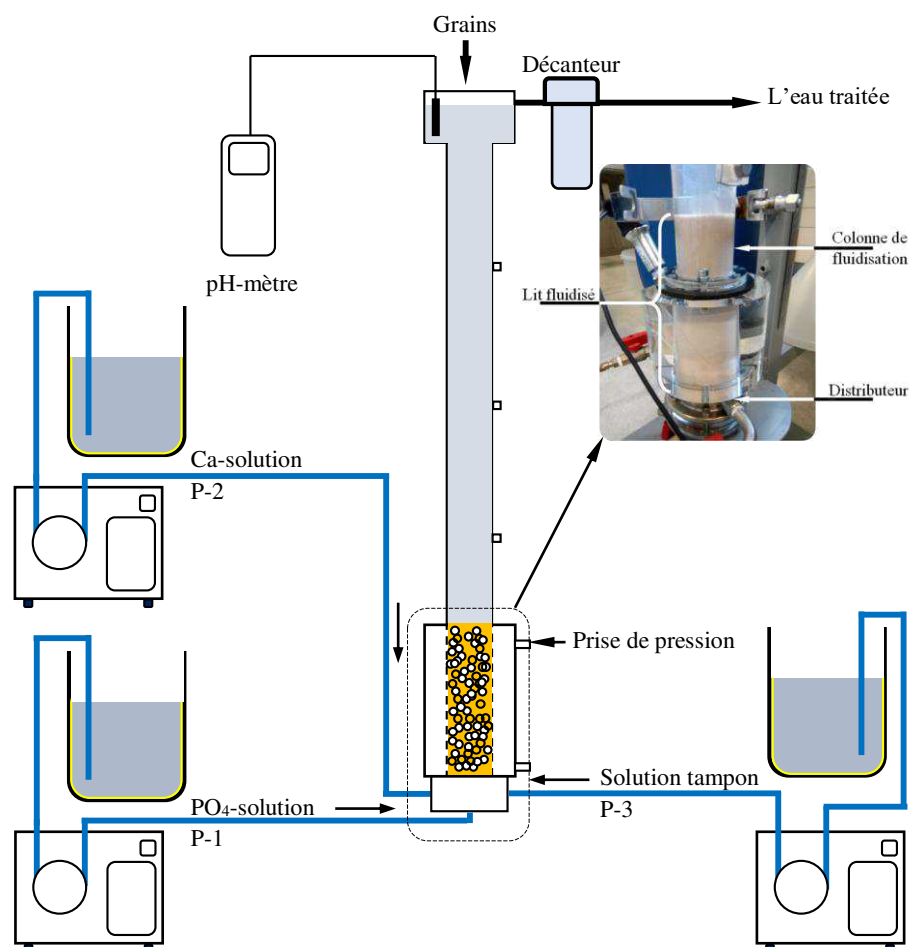 Grains
Décanteur
L'eau traitée
pH-mètre
Colonne de
fluidisation
Lit fluidisé
Distributeur
Ca-solution
P-2
Prise de pression
Solution tampon
P-3
PO₄-solution
P-1